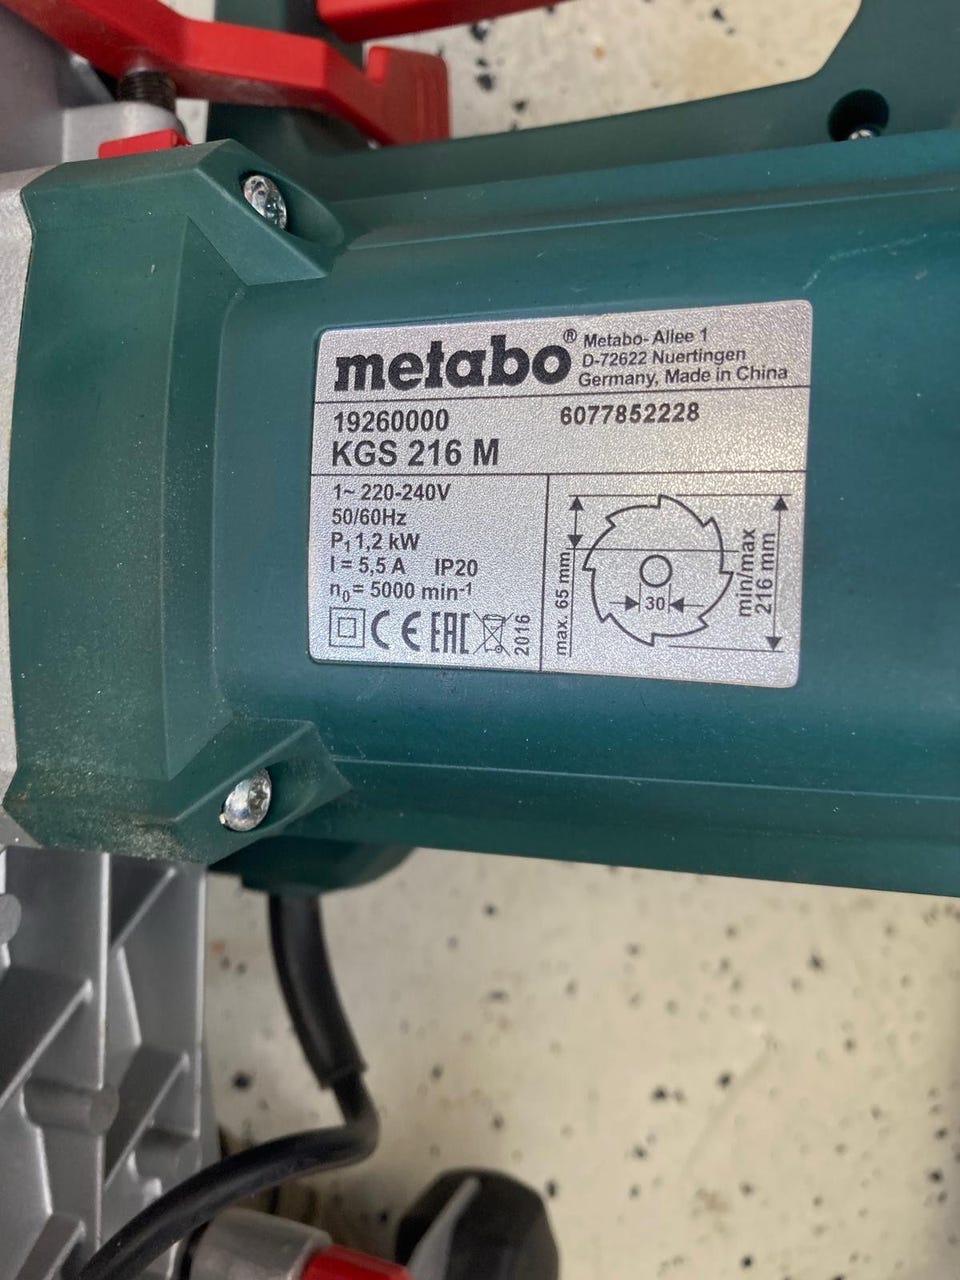 metabo®
Metabo-Allee 1
D-72622 Nuertingen
Germany, Made in China
19260000
6077852228
KGS 216 M
1~ 220-240V
50/60Hz
P₁ 1,2 kW
I = 5,5 A IP20
n₀= 5000 min⁻¹
CE EAC 2016
max. 65 mm
30
min/max
216 mm